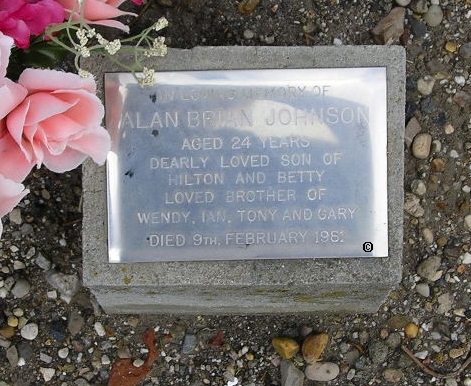 IN LOVING MEMORY OF
ALAN BRIAN JOHNSON
AGED 24 YEARS
DEARLY LOVED SON OF
HILTON AND BETTY
LOVED BROTHER OF
WENDY, IAN, TONY AND GARY
DIED 9TH. FEBRUARY 1961
©